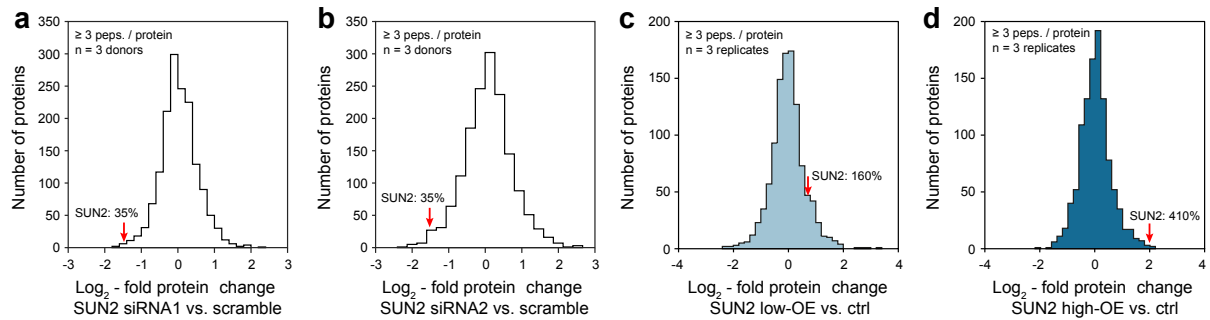 a
350
300
250
200
150
100
50
0
≥ 3 peps. / protein
n = 3 donors
SUN2: 35%
Number of proteins
-3 -2 -1 0 1 2 3
Log2 - fold protein change
SUN2 siRNA1 vs. scramble
b
350
300
250
200
150
100
50
0
≥ 3 peps. / protein
n = 3 donors
SUN2: 35%
Number of proteins
-3 -2 -1 0 1 2 3
Log2 - fold protein change
SUN2 siRNA2 vs. scramble
c
200
150
100
50
0
≥ 3 peps. / protein
n = 3 replicates
SUN2: 160%
Number of proteins
-4 -2 0 2 4
Log2 - fold protein change
SUN2 low-OE vs. ctrl
d
200
150
100
50
0
≥ 3 peps. / protein
n = 3 replicates
SUN2: 410%
Number of proteins
-4 -2 0 2 4
Log2 - fold protein change
SUN2 high-OE vs. ctrl